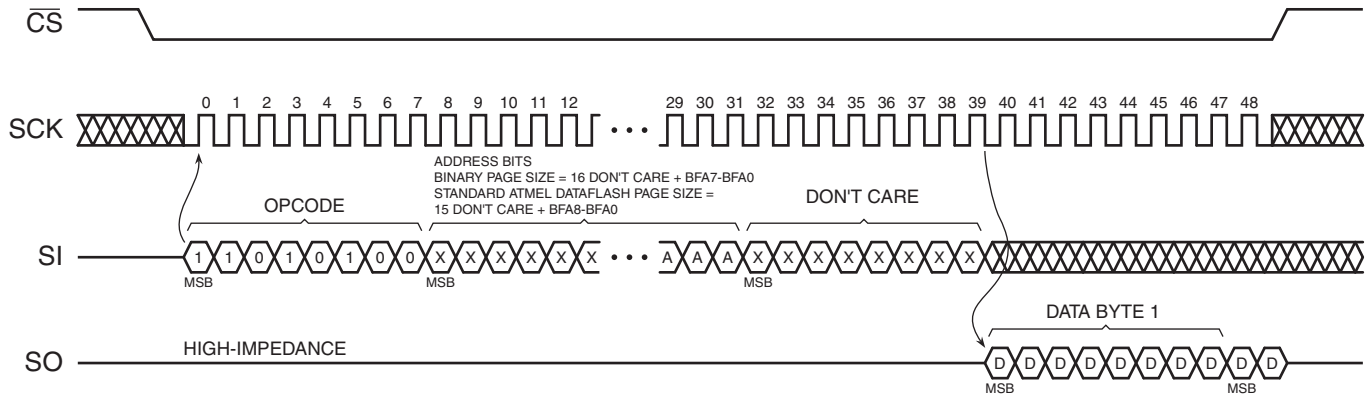 CS
SCK
0 1 2 3 4 5 6 7 8 9 10 11 12 29 30 31 32 33 34 35 36 37 38 39 40 41 42 43 44 45 46 47 48
ADDRESS BITS
BINARY PAGE SIZE = 16 DON'T CARE + BFA7-BFA0
STANDARD ATMEL DATAFLASH PAGE SIZE =
15 DON'T CARE + BFA8-BFA0
OPCODE
DON'T CARE
SI
1 1 0 1 0 1 0 0 X X X X X X A A A X X X X X X X X
MSB MSB MSB
DATA BYTE 1
SO
HIGH-IMPEDANCE
D D D D D D D D D D
MSB MSB